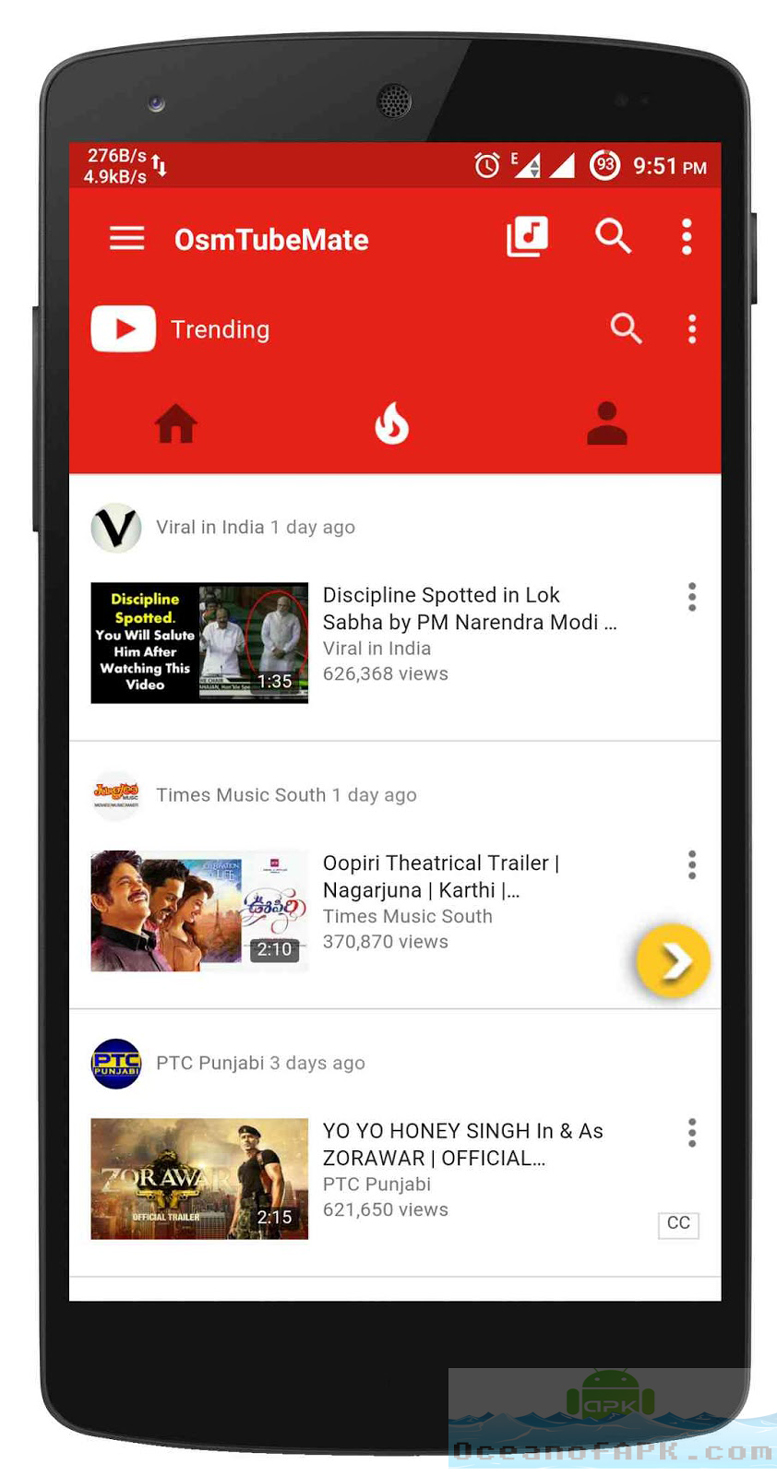 276B/s
4.9kB/s
E
93
9:51 PM
OsmTubeMate
Trending
Viral in India 1 day ago
Discipline
Spotted.
You Will Salute
Him After
Watching This
Video
1:35
Discipline Spotted in Lok
Sabha by PM Narendra Modi ...
Viral in India
626,368 views
Times Music South 1 day ago
ఊపిరి
2:10
Oopiri Theatrical Trailer |
Nagarjuna | Karthi |...
Times Music South
370,870 views
PTC
PUNJABI
PTC Punjabi 3 days ago
ZORAWAR
OFFICIAL TRAILER
2:15
YO YO HONEY SINGH In & As
ZORAWAR | OFFICIAL...
PTC Punjabi
621,650 views
CC
APK
OceanofAPK.com